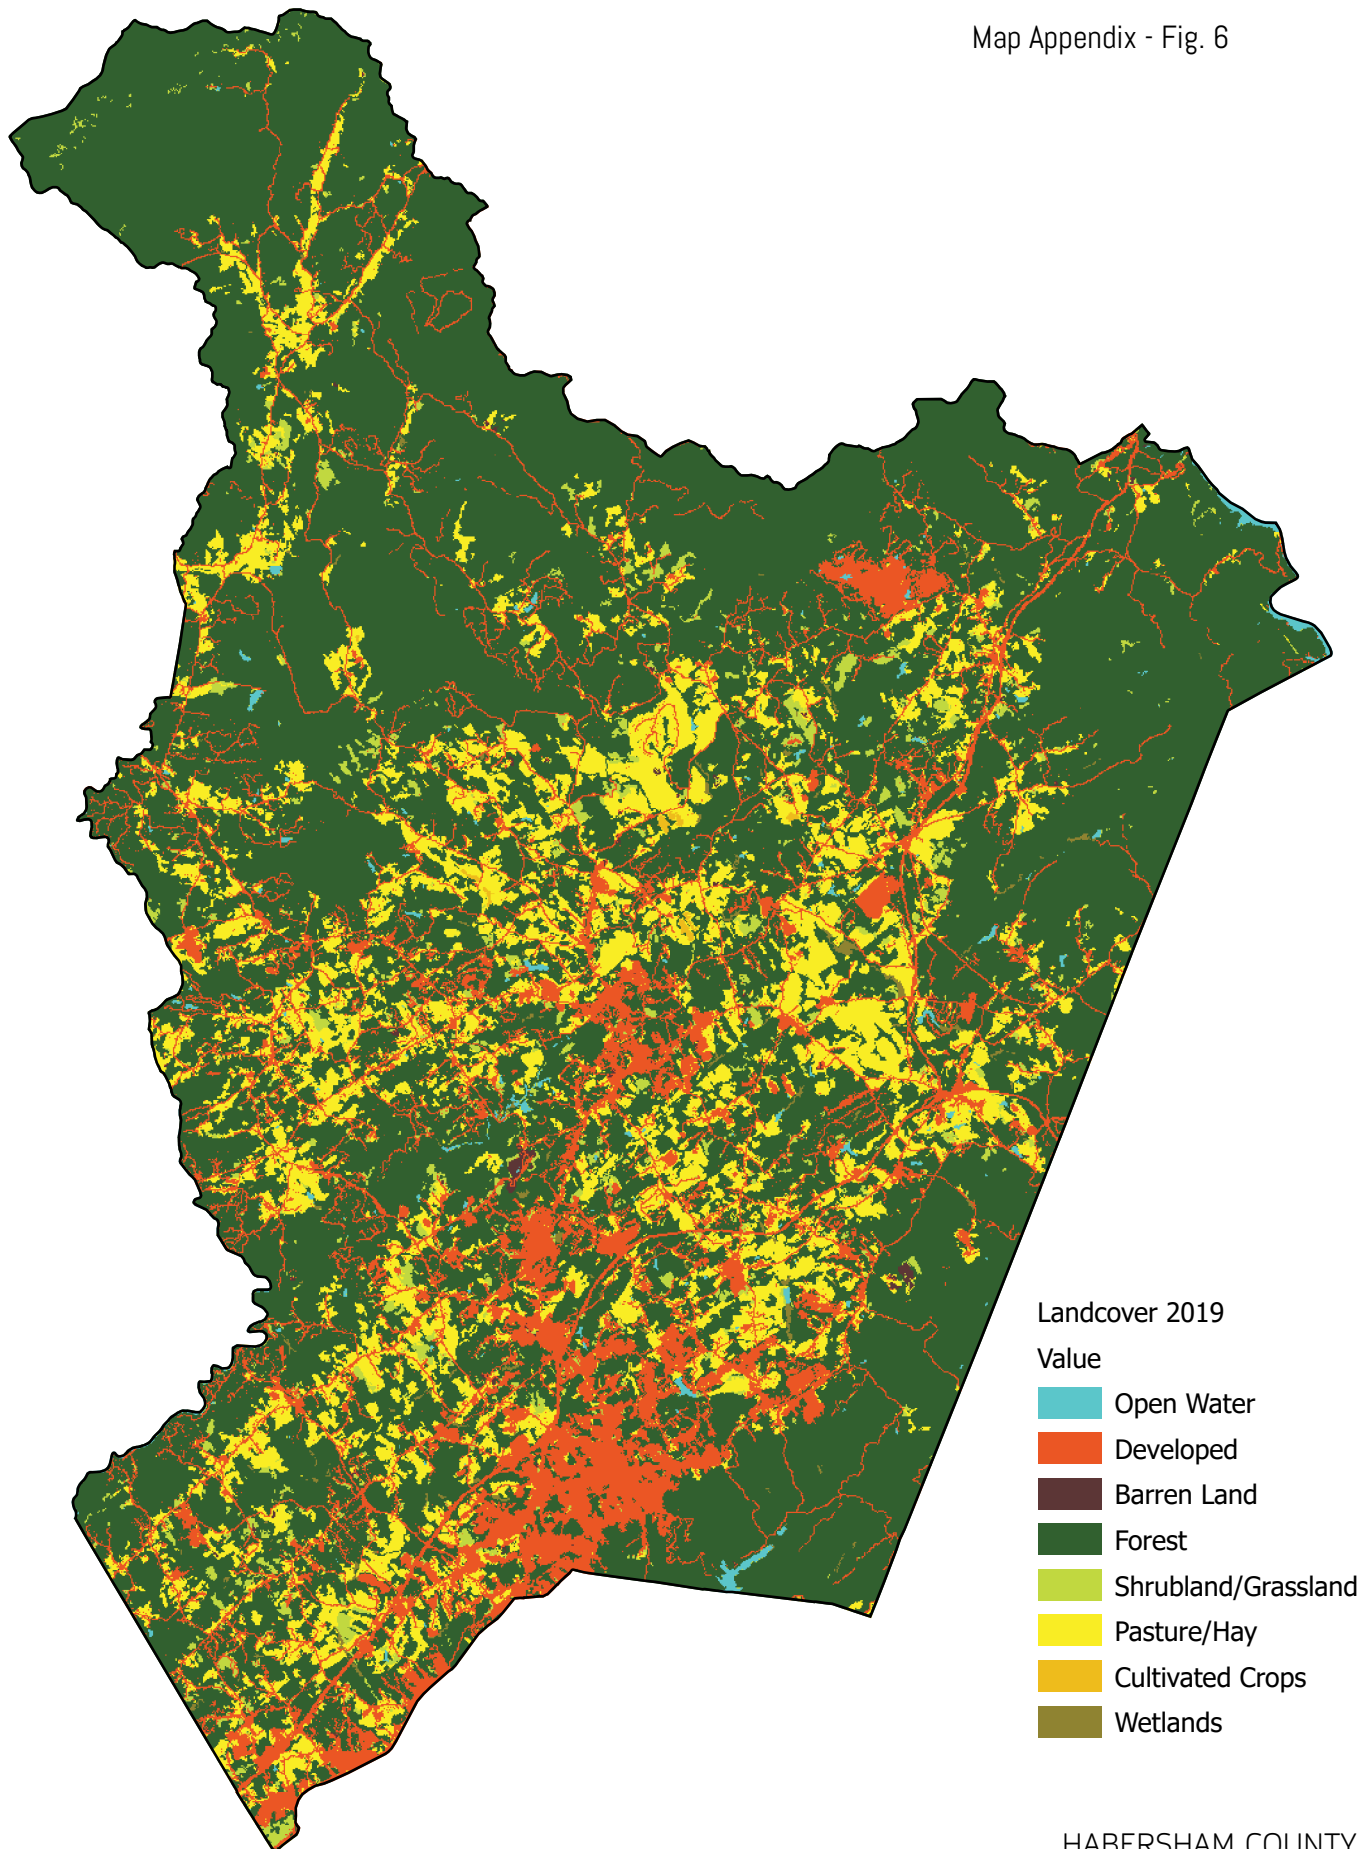 Map Appendix - Fig. 6
Landcover 2019
Value
Open Water
Developed
Barren Land
Forest
Shrubland/Grassland
Pasture/Hay
Cultivated Crops
Wetlands
HABERSHAM COUNTY